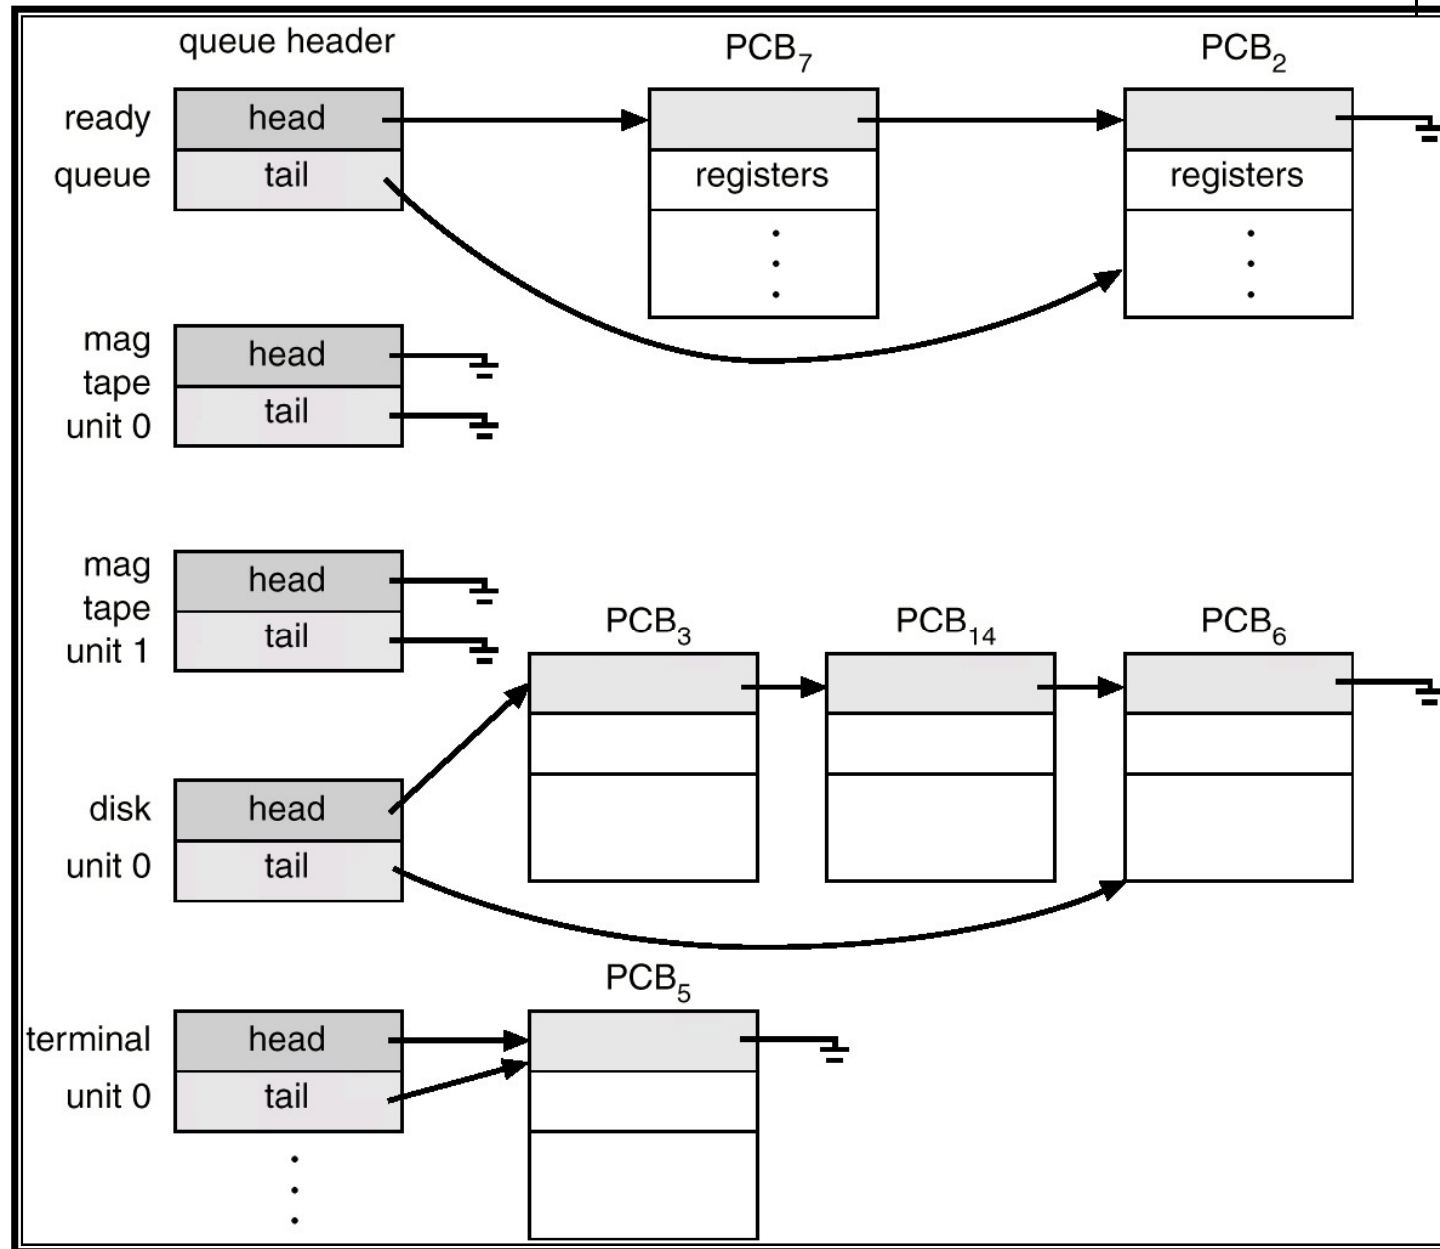 queue header
PCB7
PCB2
ready
queue
head
tail
registers
registers
mag
tape
unit 0
head
tail
mag
tape
unit 1
head
tail
PCB3
PCB14
PCB6
disk
unit 0
head
tail
PCB5
terminal
unit 0
head
tail